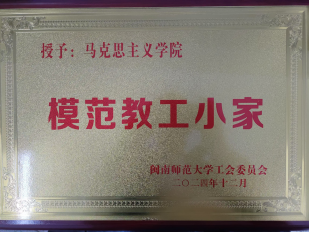 授予：马克思主义学院
模范教工小家
闽南师范大学工会委员会
二〇二四年十二月